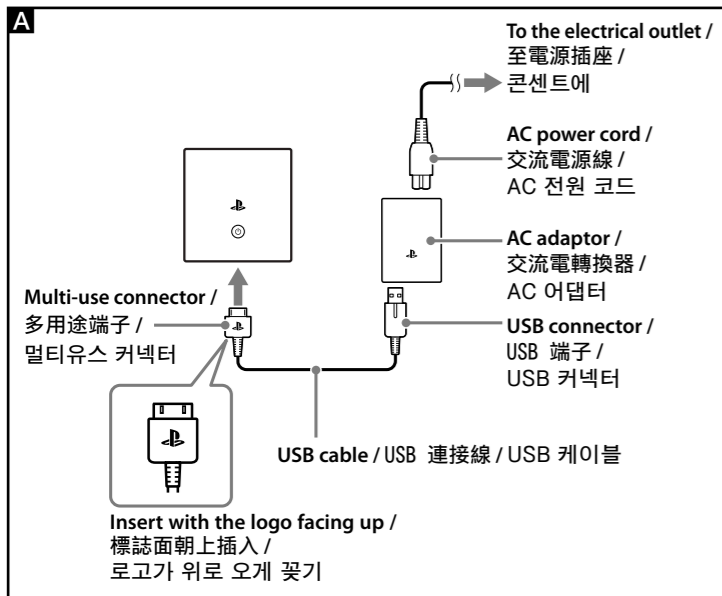 A
To the electrical outlet /
至電源插座 /
콘센트에
AC power cord /
交流電源線 /
AC 전원 코드
AC adaptor /
交流電轉換器 /
AC 어댑터
Multi-use connector /
多用途端子 /
멀티유스 커넥터
USB connector /
USB 端子 /
USB 커넥터
USB cable / USB 連接線 / USB 케이블
Insert with the logo facing up /
標誌面朝上插入 /
로고가 위로 오게 꽂기